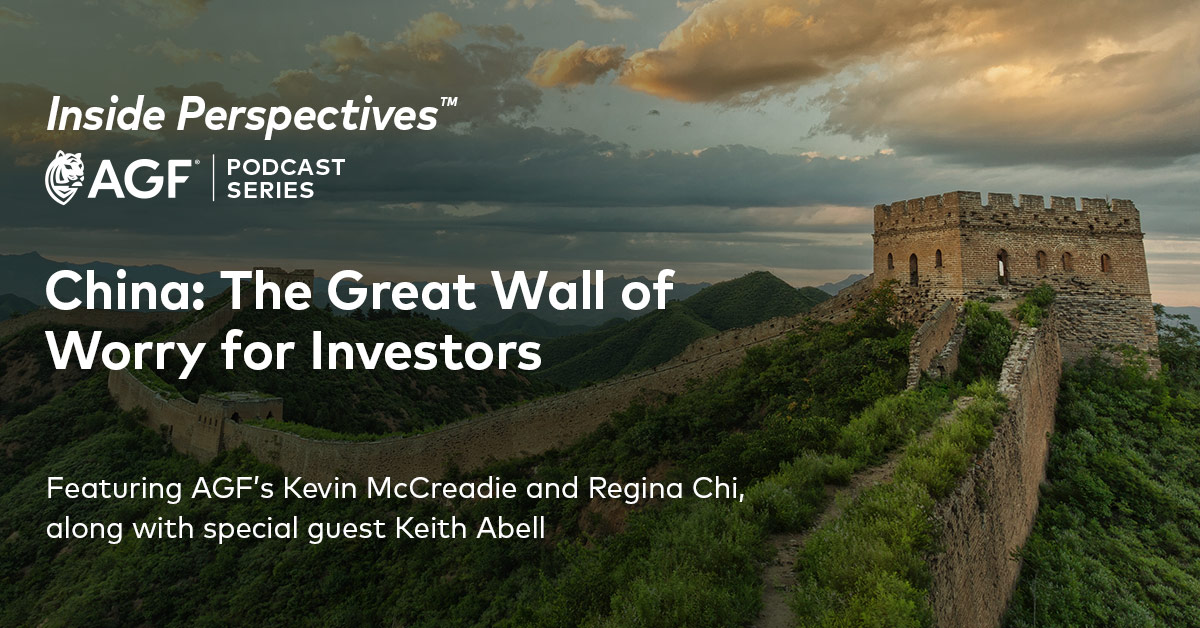 Inside Perspectives™
AGF® PODCAST
SERIES
China: The Great Wall of
Worry for Investors
Featuring AGF's Kevin McCreadie and Regina Chi,
along with special guest Keith Abell